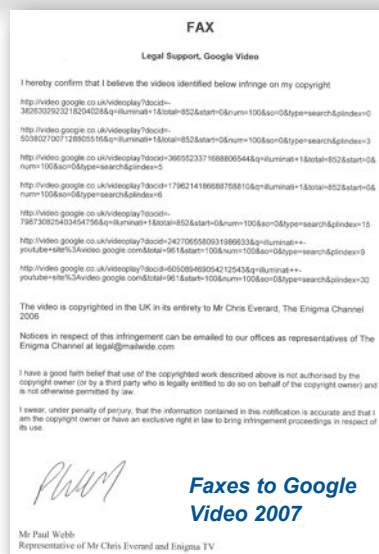 FAX
Legal Support, Google Video
I hereby confirm that I believe the videos identified below infringe on my copyright
http://video.google.co.uk/videoplay?docid=-
3826302923218204028&q=illuminati+1&total=852&start=0&num=100&so=0&type=search&plindex=0
http://video.google.co.uk/videoplay?docid=-
5038027007128805516&q=illuminati+1&total=852&start=0&num=100&so=0&type=search&plindex=3
http://video.google.co.uk/videoplay?docid=3665523371688806544&q=illuminati+1&total=852&start=0&
num=100&so=0&type=search&plindex=5
http://video.google.co.uk/videoplay?docid=1796214186688768810&q=illuminati+1&total=852&start=0&
num=100&so=0&type=search&plindex=6
http://video.google.co.uk/videoplay?docid=-
798730825403454756&q=illuminati+1&total=852&start=0&num=100&so=0&type=search&plindex=15
http://video.google.co.uk/videoplay?docid=2427065580931986633&q=illuminati++-
youtube+site%3Avideo.google.com&total=961&start=0&num=100&so=0&type=search&plindex=9
http://video.google.co.uk/videoplay?docid=605089469054212543&q=illuminati++-
youtube+site%3Avideo.google.com&total=961&start=0&num=100&so=0&type=search&plindex=30
The video is copyrighted in the UK in its entirety to Mr Chris Everard, The Enigma Channel
2006
Notices in respect of this infringement can be emailed to our offices as representatives of The
Enigma Channel at legal@mailwide.com
I have a good faith belief that use of the copyrighted work described above is not authorised by the
copyright owner (or by a third party who is legally entitled to do so on behalf of the copyright owner) and
is not otherwise permitted by law.
I swear, under penalty of perjury, that the information contained in this notification is accurate and that I
am the copyright owner or have an exclusive right in law to bring infringement proceedings in respect of
its use.
Faxes to Google
Video 2007
Mr Paul Webb
Representative of Mr Chris Everard and Enigma TV